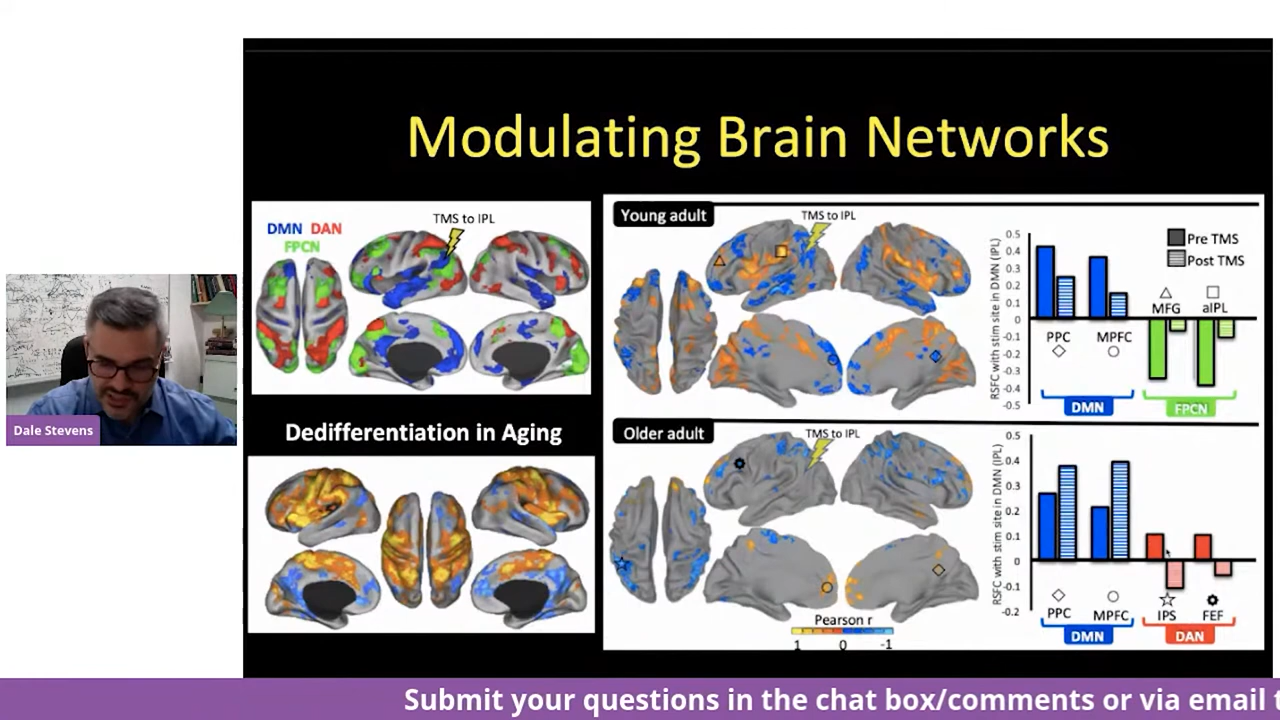 Modulating Brain Networks
DMN DAN
FPCN
TMS to IPL
Dedifferentiation in Aging
Young adult
TMS to IPL
RSFC with stim site in DMN (IPL)
0.5
0.4
0.3
0.2
0.1
0
-0.1
-0.2
-0.3
-0.4
-0.5
Pre TMS
Post TMS
MFG
aIPL
PPC
MPFC
DMN
FPCN
Older adult
TMS to IPL
Pearson r
1
0
-1
RSFC with stim site in DMN (IPL)
0.5
0.4
0.3
0.2
0.1
0
-0.1
-0.2
PPC
MPFC
IPS
FEF
DMN
DAN
Dale Stevens
Submit your questions in the chat box/comments or via email